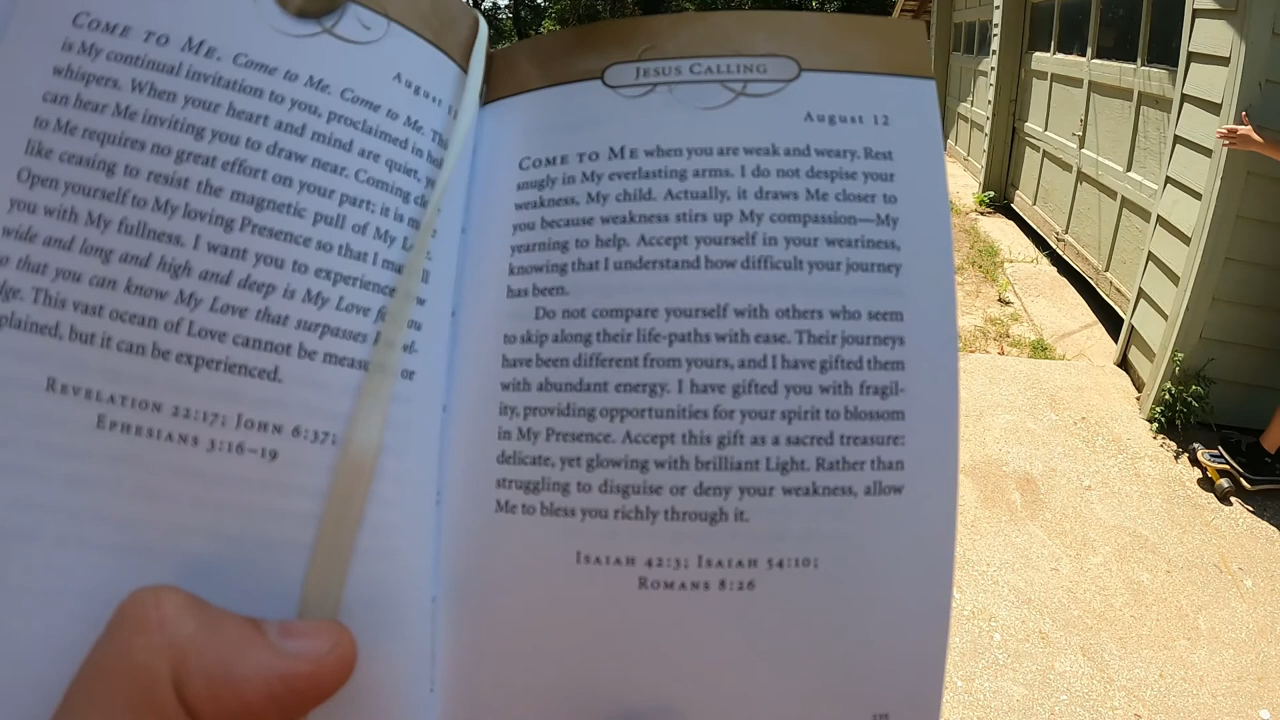 August
COME TO ME. Come to Me. Come to Me.
is My continual invitation to you, proclaimed in
whispers. When your heart and mind are quiet,
can hear Me inviting you to draw near. Coming
to Me requires no great effort on your part; it is
like ceasing to resist the magnetic pull of My
Open yourself to My loving Presence so that I
you with My fullness. I want you to experience
wide and long and high and deep is My Love
that you can know My Love that surpasses
This vast ocean of Love cannot be or
but it can be experienced.
REVELATION 22:17; JOHN 6:37;
EPHESIANS 3:16–19
JESUS CALLING
August 12
COME TO ME when you are weak and weary. Rest
snugly in My everlasting arms. I do not despise your
weakness, My child. Actually, it draws Me closer to
you because weakness stirs up My compassion—My
yearning to help. Accept yourself in your weariness,
knowing that I understand how difficult your journey
has been.
Do not compare yourself with others who seem
to skip along their life-paths with ease. Their journeys
have been different from yours, and I have gifted them
with abundant energy. I have gifted you with fragil-
ity, providing opportunities for your spirit to blossom
in My Presence. Accept this gift as a sacred treasure:
delicate, yet glowing with brilliant Light. Rather than
struggling to disguise or deny your weakness, allow
Me to bless you richly through it.
ISAIAH 42:3; ISAIAH 54:10;
ROMANS 8:26